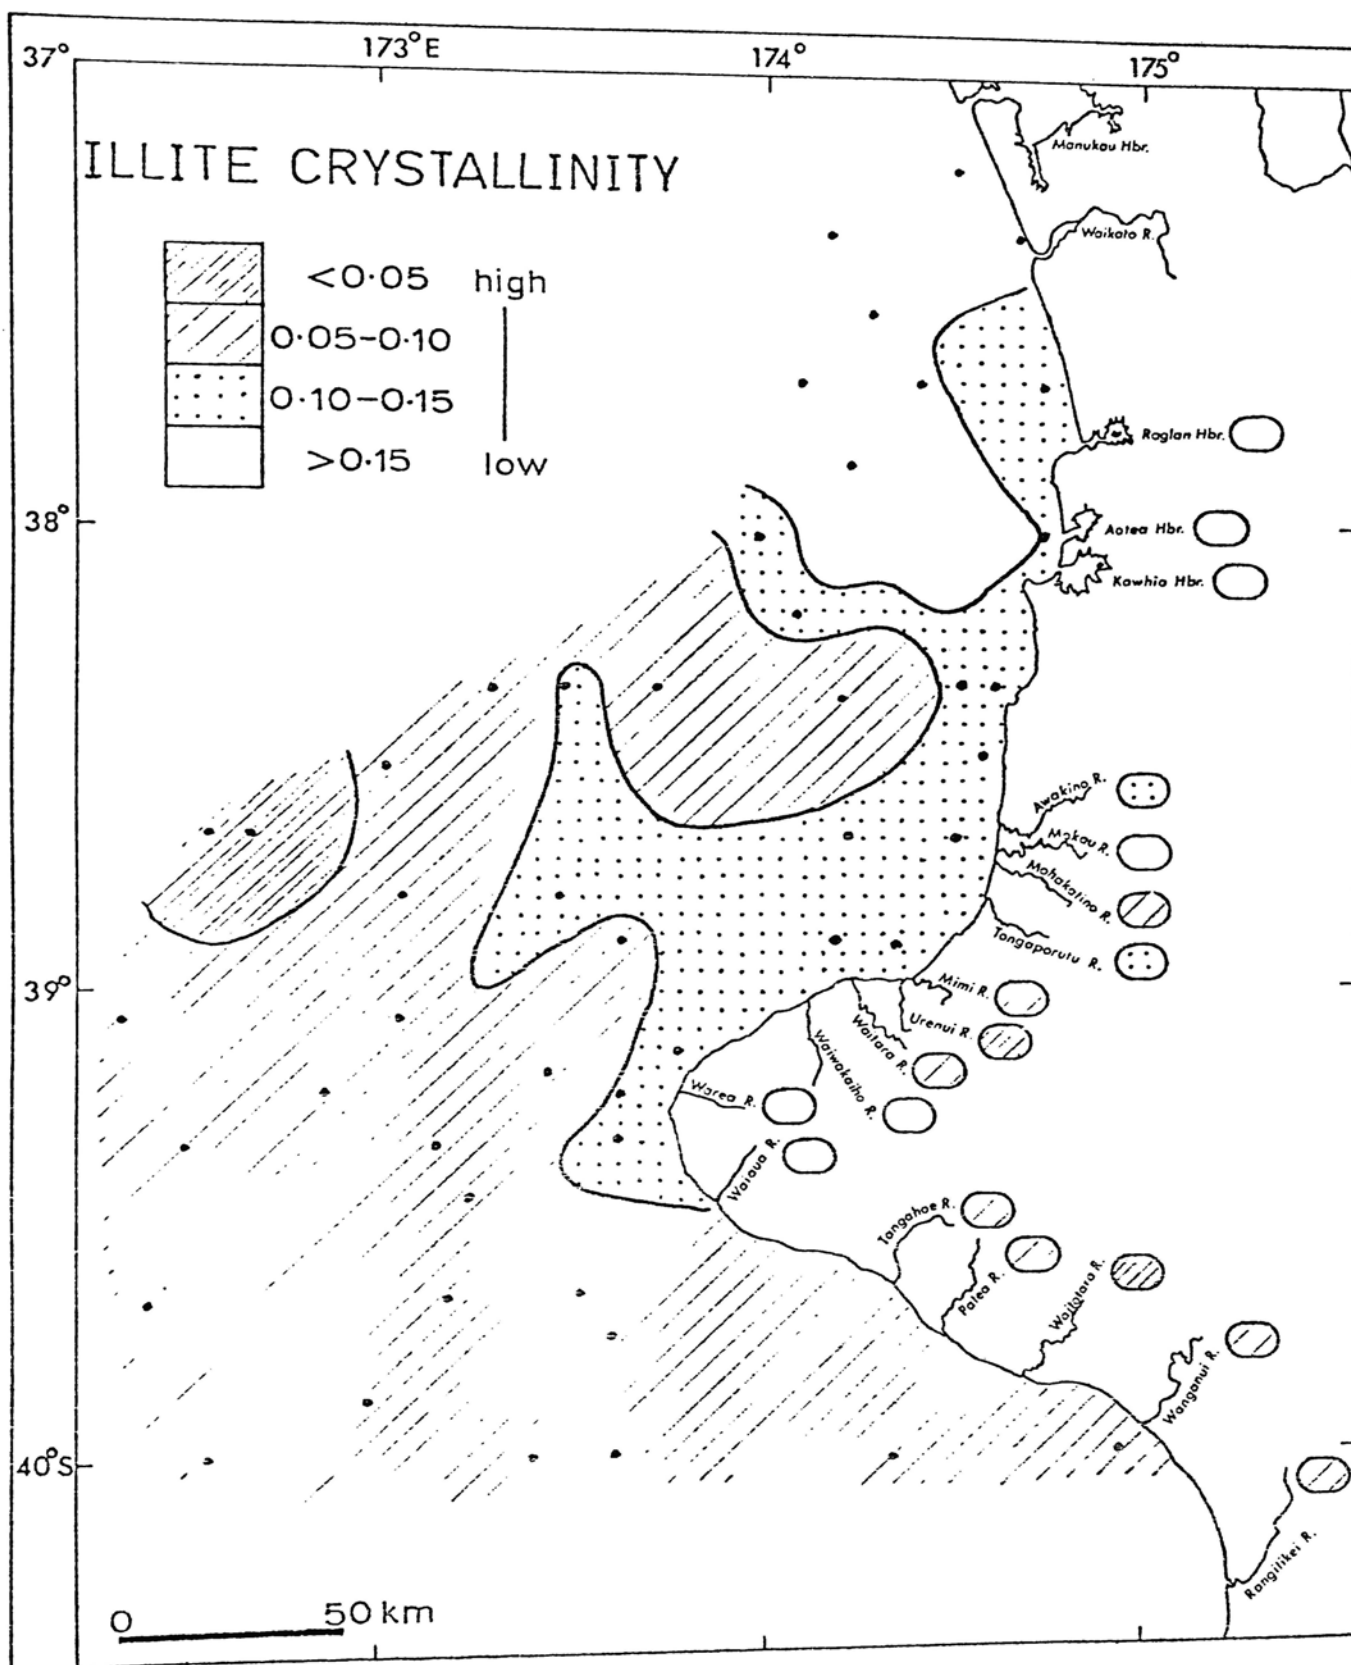 37°
173°E
174°
175°
ILLITE CRYSTALLINITY
<0·05 high
0·05-0·10
0·10-0·15
>0·15 low
Manukau Hbr.
Waikato R.
Raglan Hbr.
38°
Aotea Hbr.
Kawhia Hbr.
Awakino R.
Mokau R.
Mohakatino R.
Tongaporutu R.
39°
Mimi R.
Urenui R.
Waitara R.
Waiwakaiho R.
Warea R.
Waiaua R.
Tangahoe R.
Patea R.
Waitotara R.
Wanganui R.
40°S
Rangitikei R.
0 50 km